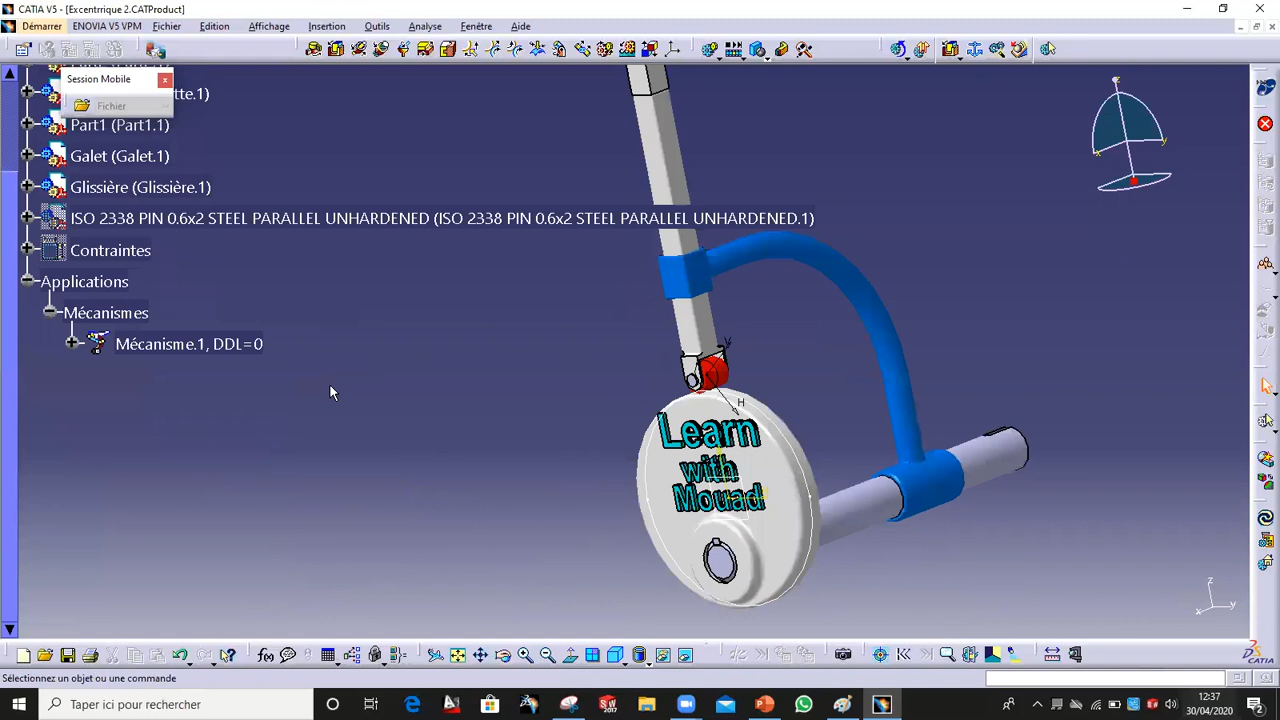 CATIA V5 - [Excentrrique 2.CATProduct]
Démarrer ENOVIA V5 VPM Fichier Edition Affichage Insertion Outils Analyse Fenêtre Aide
Session Mobile
Fichier
tte.1)
Part1 (Part1.1)
Galet (Galet.1)
Glissière (Glissière.1)
ISO 2338 PIN 0.6x2 STEEL PARALLEL UNHARDENED (ISO 2338 PIN 0.6x2 STEEL PARALLEL UNHARDENED.1)
Contraintes
Applications
Mécanismes
Mécanisme.1, DDL=0
Learn
with
Mouad
H
z
y
x
z
y
x
Sélectionnez un objet ou une commande
Taper ici pour rechercher
12:37
30/04/2020